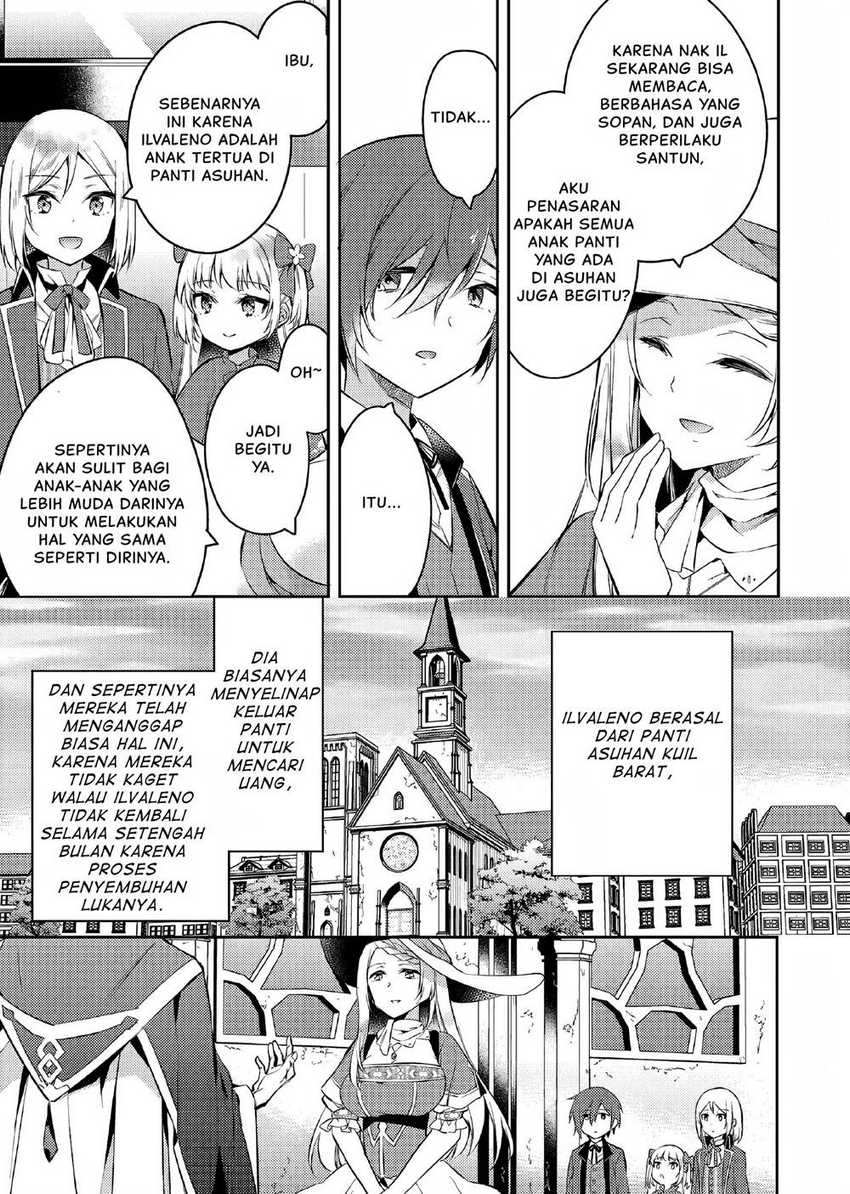 KARENA NAK IL
SEKARANG BISA
MEMBACA,
BERBAHASA YANG
SOPAN, DAN JUGA
BERPERILAKU
SANTUN,
AKU
PENASARAN
APAKAH SEMUA
ANAK PANTI
YANG ADA
DI ASUHAN
JUGA BEGITU?
TIDAK...
ITU...
IBU,
SEBENARNYA
INI KARENA
ILVALENO ADALAH
ANAK TERTUA DI
PANTI ASUHAN.
OH~
JADI
BEGITU
YA.
SEPERTINYA
AKAN SULIT BAGI
ANAK-ANAK YANG
LEBIH MUDA DARINYA
UNTUK MELAKUKAN
HAL YANG SAMA
SEPERTI DIRINYA.
ILVALENO BERASAL
DARI PANTI
ASUHAN KUIL
BARAT,
DIA
BIASANYA
MENYELINAP
KELUAR
PANTI
UNTUK
MENCARI
UANG,
DAN SEPERTINYA
MEREKA TELAH
MENGANGGAP
BIASA HAL INI,
KARENA MEREKA
TIDAK KAGET
WALAU ILVALENO
TIDAK KEMBALI
SELAMA SETENGAH
BULAN KARENA
PROSES
PENYEMBUHAN
LUKANYA.